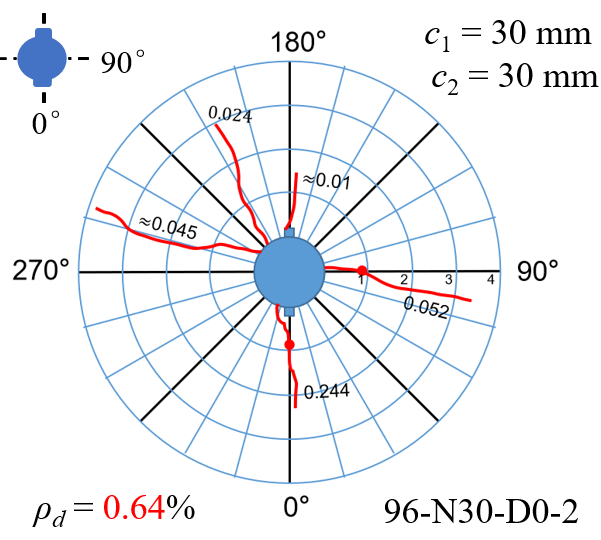 180°
c₁ = 30 mm
c₂ = 30 mm
90°
0°
0.024
≈0.01
≈0.045
270°
1 2 3 4
90°
0.052
0.244
0°
ρd = 0.64%
96-N30-D0-2